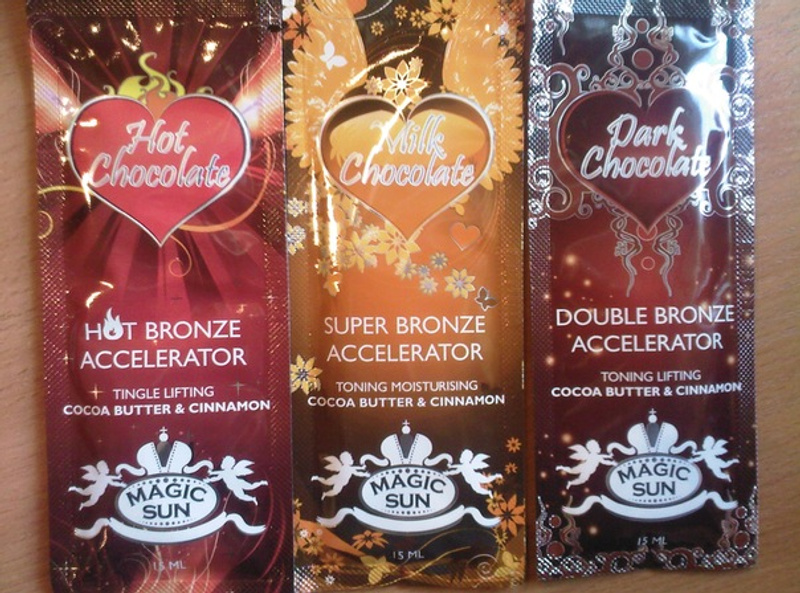 Hot
Chocolate
HOT BRONZE
ACCELERATOR
TINGLE LIFTING
COCOA BUTTER & CINNAMON
MAGIC
SUN
15 ML
Milk
Chocolate
SUPER BRONZE
ACCELERATOR
TONING MOISTURISING
COCOA BUTTER & CINNAMON
MAGIC
SUN
15 ML
Dark
Chocolate
DOUBLE BRONZE
ACCELERATOR
TONING LIFTING
COCOA BUTTER & CINNAMON
MAGIC
SUN
15 ML